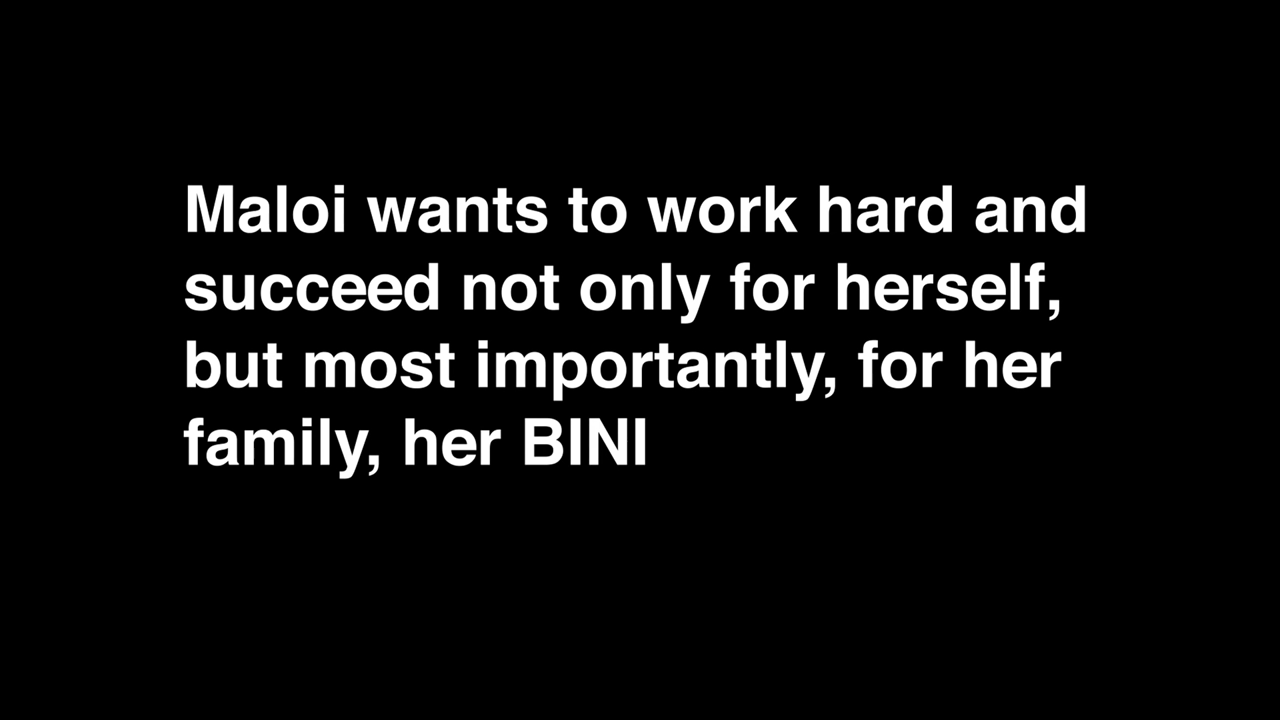 Maloi wants to work hard and
succeed not only for herself,
but most importantly, for her
family, her BINI